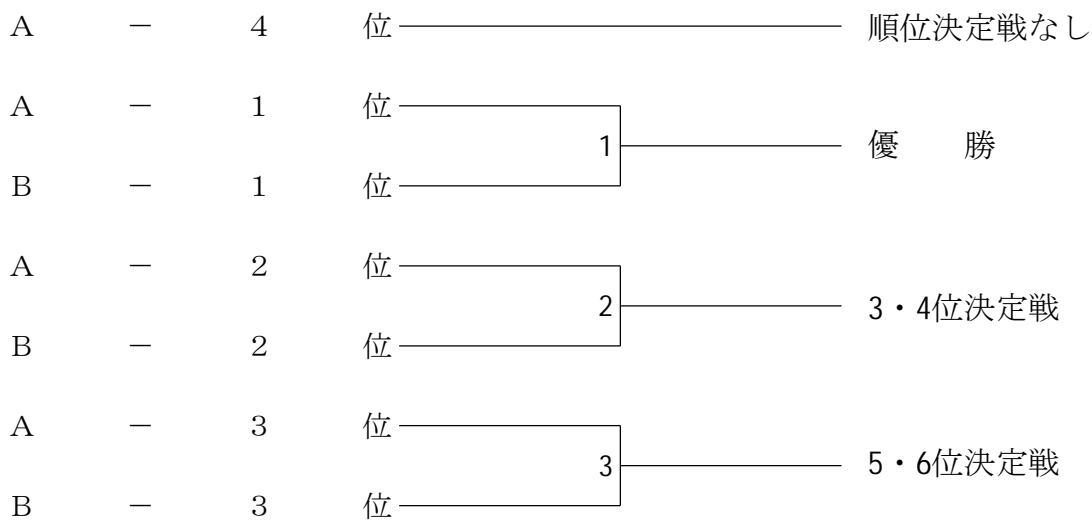 A － 4 位 順位決定戦なし
A － 1 位
1 優　勝
B － 1 位
A － 2 位
2 3・4位決定戦
B － 2 位
A － 3 位
3 5・6位決定戦
B － 3 位